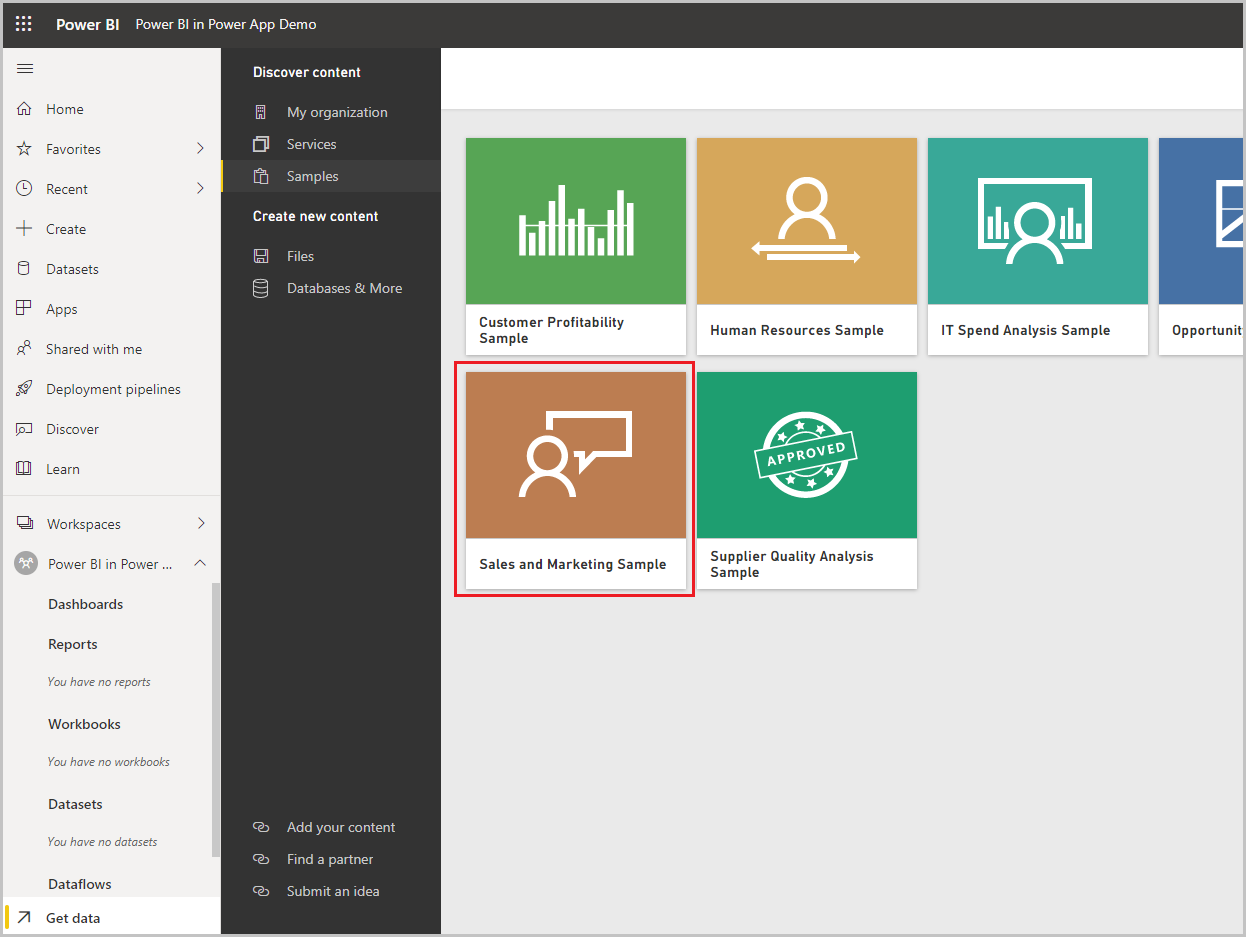 Power BI Power BI in Power App Demo
Home
Favorites
Recent
Create
Datasets
Apps
Shared with me
Deployment pipelines
Discover
Learn
Workspaces
Power BI in Power ...
Dashboards
Reports
You have no reports
Workbooks
You have no workbooks
Datasets
You have no datasets
Dataflows
Get data
Discover content
My organization
Services
Samples
Create new content
Files
Databases & More
Add your content
Find a partner
Submit an idea
Customer Profitability
Sample
Human Resources Sample
IT Spend Analysis Sample
Opportunit
Sales and Marketing Sample
APPROVED
Supplier Quality Analysis
Sample